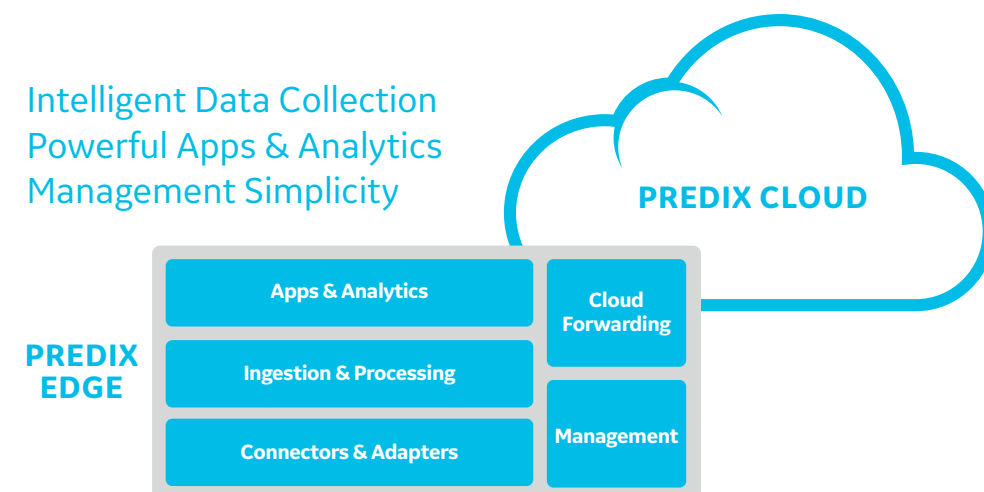 Intelligent Data Collection
Powerful Apps & Analytics
Management Simplicity
PREDIX CLOUD
PREDIX
EDGE
Apps & Analytics
Ingestion & Processing
Connectors & Adapters
Cloud
Forwarding
Management